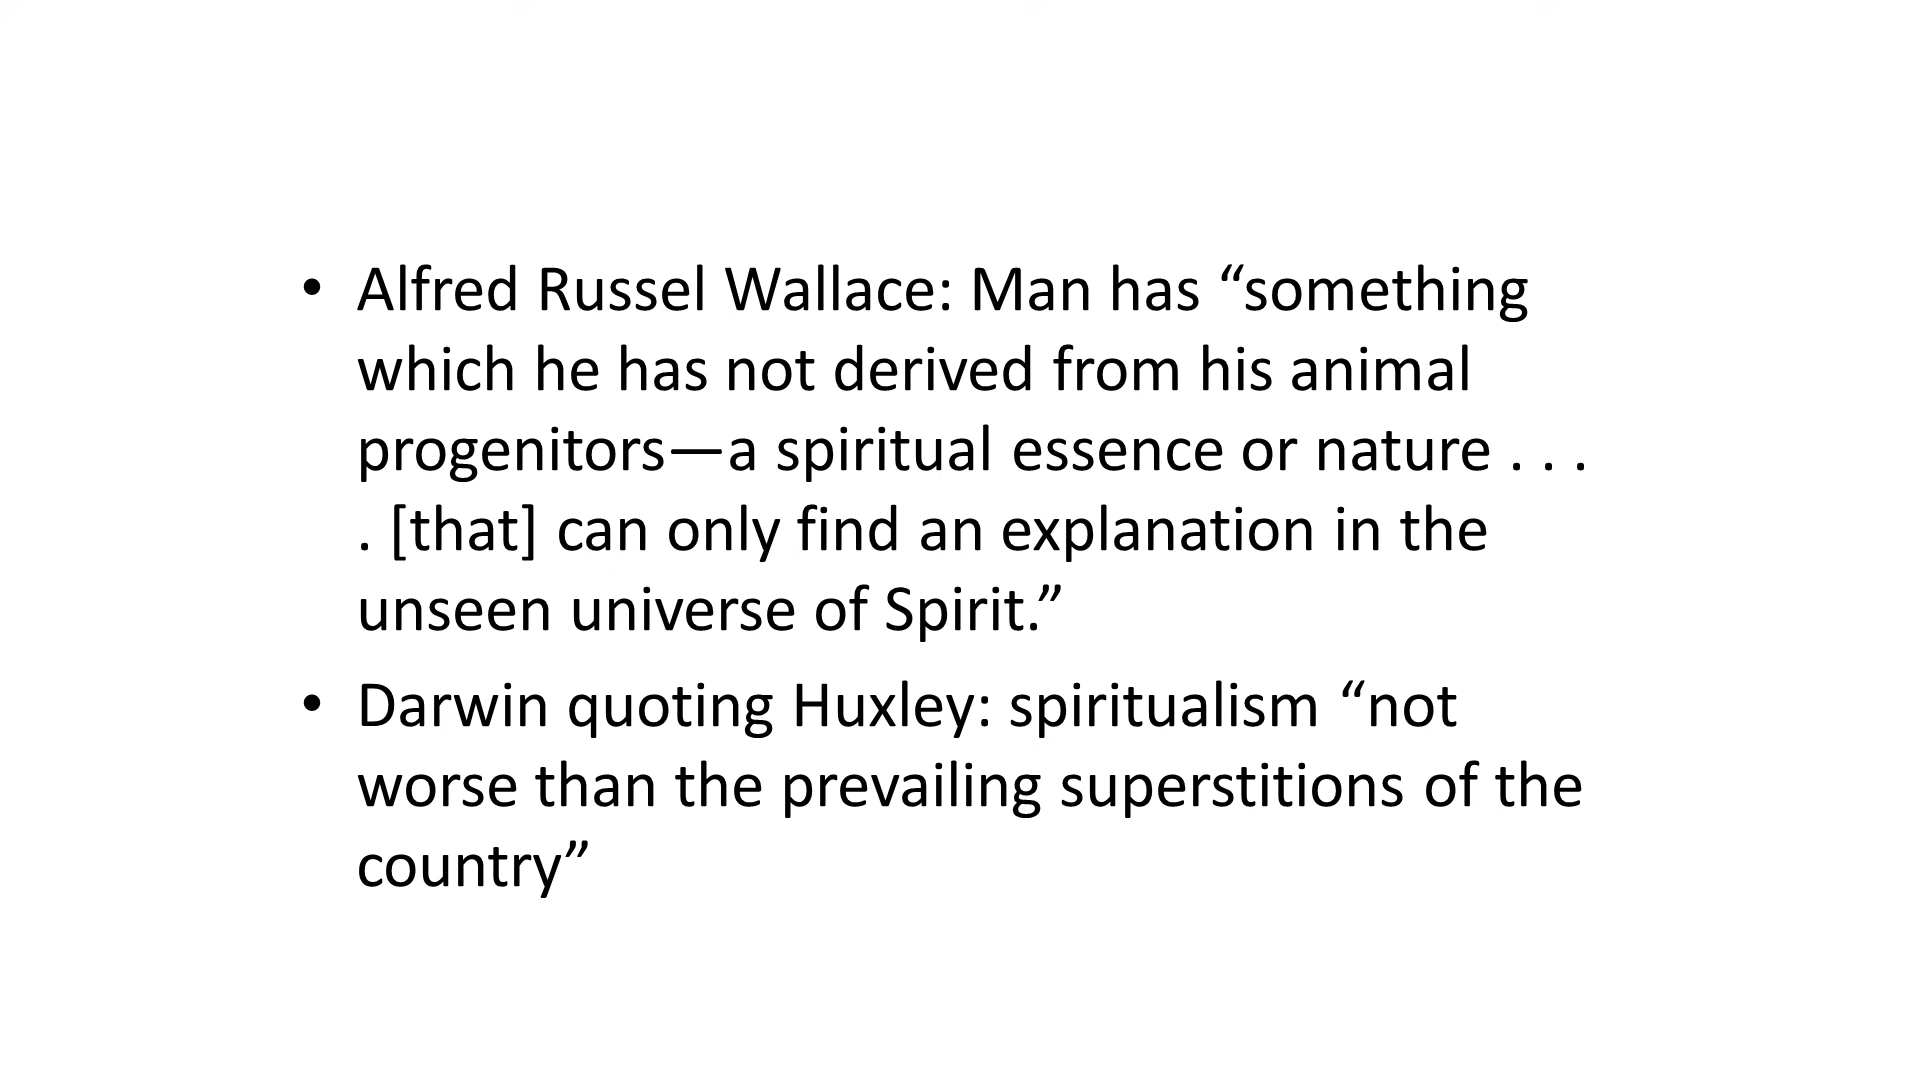 • Alfred Russel Wallace: Man has “something
which he has not derived from his animal
progenitors—a spiritual essence or nature . . .
. [that] can only find an explanation in the
unseen universe of Spirit.”
• Darwin quoting Huxley: spiritualism “not
worse than the prevailing superstitions of the
country”